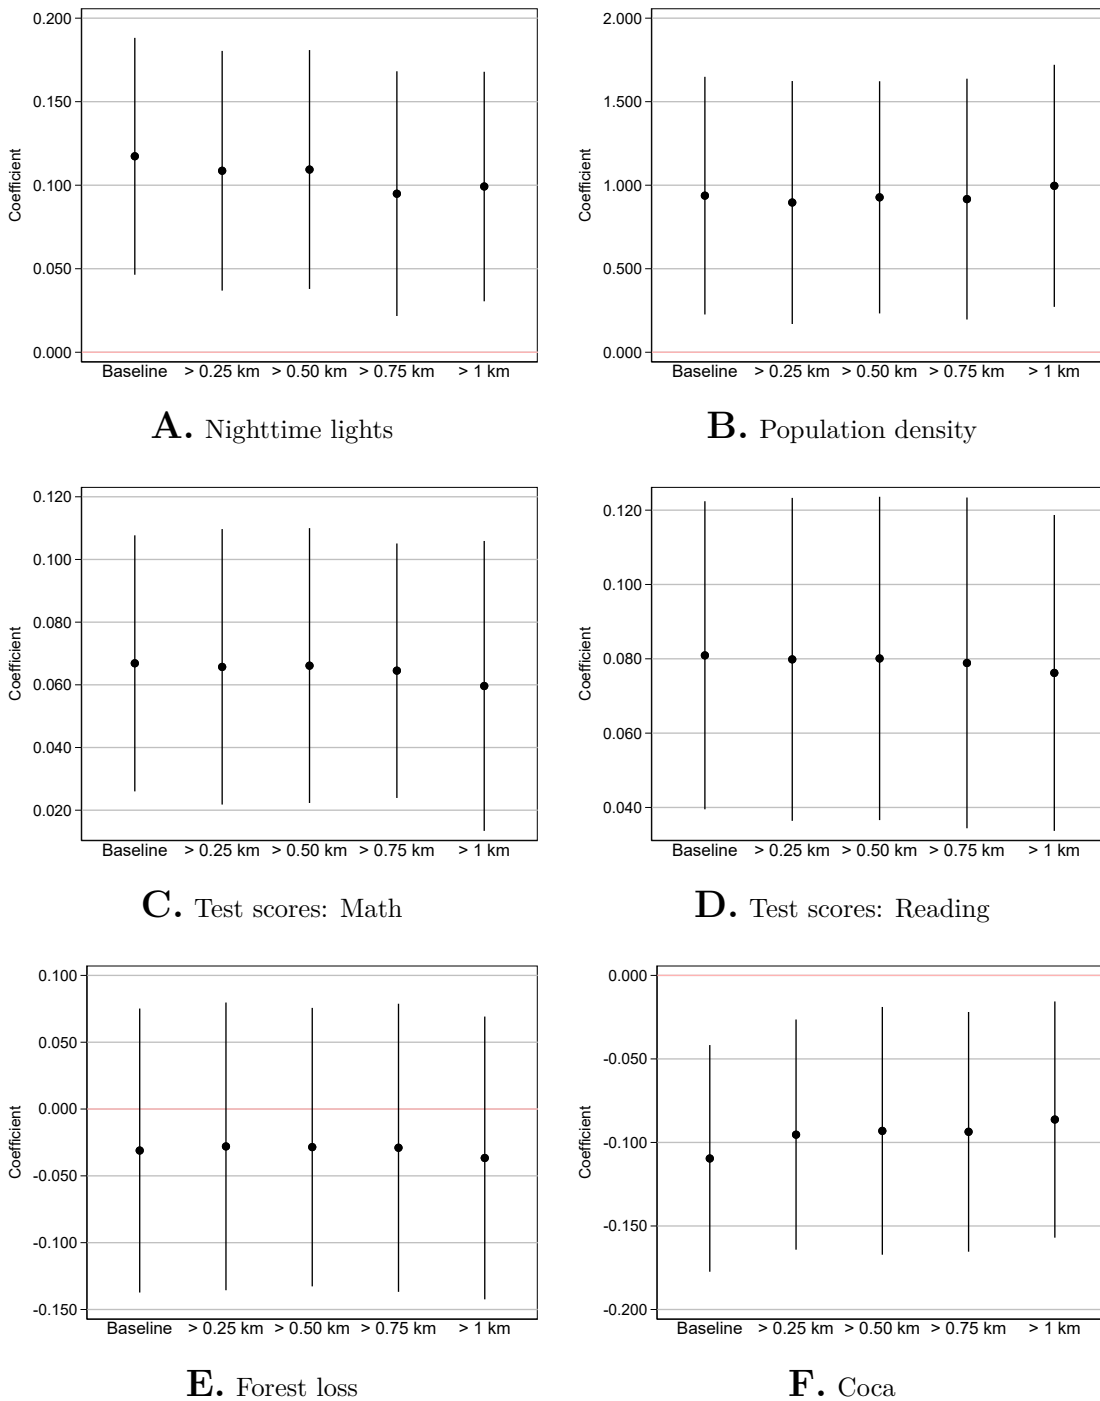 0.200
0.150
0.100
0.050
0.000
Coefficient
Baseline > 0.25 km > 0.50 km > 0.75 km > 1 km
A. Nighttime lights
2.000
1.500
1.000
0.500
0.000
Coefficient
Baseline > 0.25 km > 0.50 km > 0.75 km > 1 km
B. Population density
0.120
0.100
0.080
0.060
0.040
0.020
Coefficient
Baseline > 0.25 km > 0.50 km > 0.75 km > 1 km
C. Test scores: Math
0.120
0.100
0.080
0.060
0.040
Coefficient
Baseline > 0.25 km > 0.50 km > 0.75 km > 1 km
D. Test scores: Reading
0.100
0.050
0.000
-0.050
-0.100
-0.150
Coefficient
Baseline > 0.25 km > 0.50 km > 0.75 km > 1 km
E. Forest loss
0.000
-0.050
-0.100
-0.150
-0.200
Coefficient
Baseline > 0.25 km > 0.50 km > 0.75 km > 1 km
F. Coca